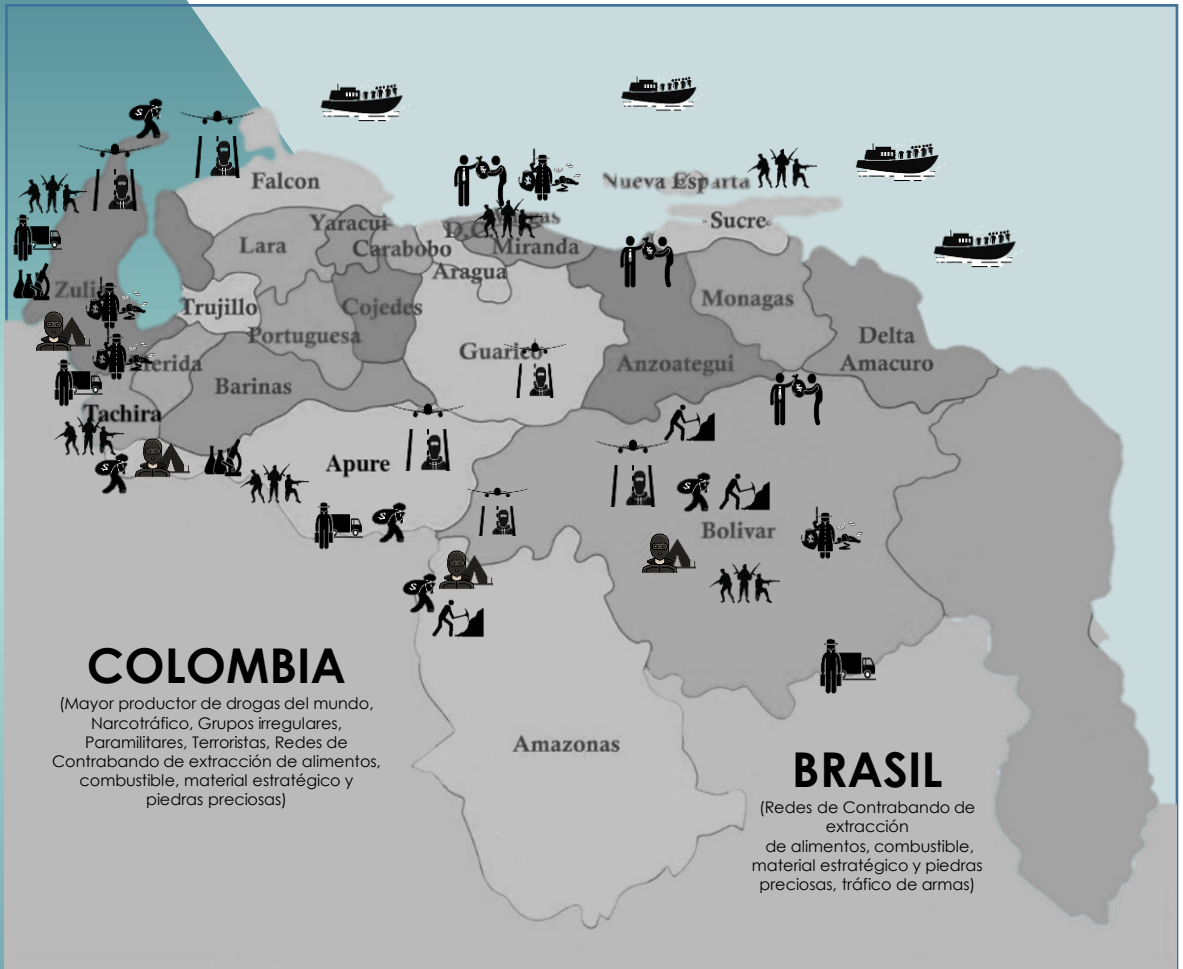 Falcon
Nueva Esparta
Yaracui
D.C.
Sucre
Lara
Carabobo
Miranda
Aragua
Zuli
Trujillo
Cojedes
Monagas
Portuguesa
Delta
Amacuro
Guarico
erida
Anzoategui
Barinas
Tachira
Apure
Bolivar
COLOMBIA
(Mayor productor de drogas del mundo,
Narcotráfico, Grupos irregulares,
Paramilitares, Terroristas, Redes de
Contrabando de extracción de alimentos,
combustible, material estratégico y
piedras preciosas)
Amazonas
BRASIL
(Redes de Contrabando de
extracción
de alimentos, combustible,
material estratégico y piedras
preciosas, tráfico de armas)